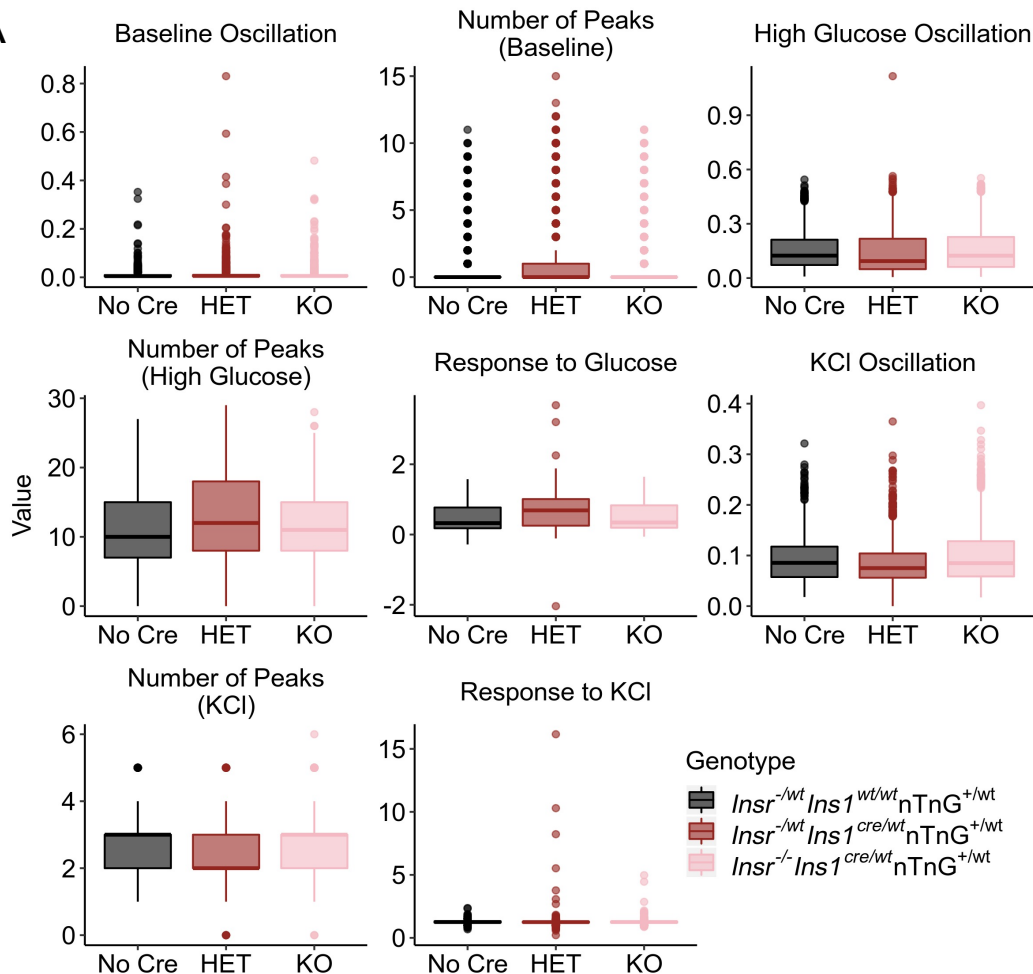 A
Baseline Oscillation
Number of Peaks
(Baseline)
High Glucose Oscillation
0.8
0.6
0.4
0.2
0.0
No Cre HET KO
15
10
5
0
No Cre HET KO
0.9
0.6
0.3
0.0
No Cre HET KO
Number of Peaks
(High Glucose)
Response to Glucose
KCl Oscillation
Value
30
20
10
0
No Cre HET KO
2
0
-2
No Cre HET KO
0.4
0.3
0.2
0.1
0.0
No Cre HET KO
Number of Peaks
(KCl)
Response to KCl
6
4
2
0
No Cre HET KO
15
10
5
0
No Cre HET KO
Genotype
Insr-/wtIns1wt/wtnTnG+/wt
Insr-/wtIns1cre/wtnTnG+/wt
Insr-/-Ins1cre/wtnTnG+/wt